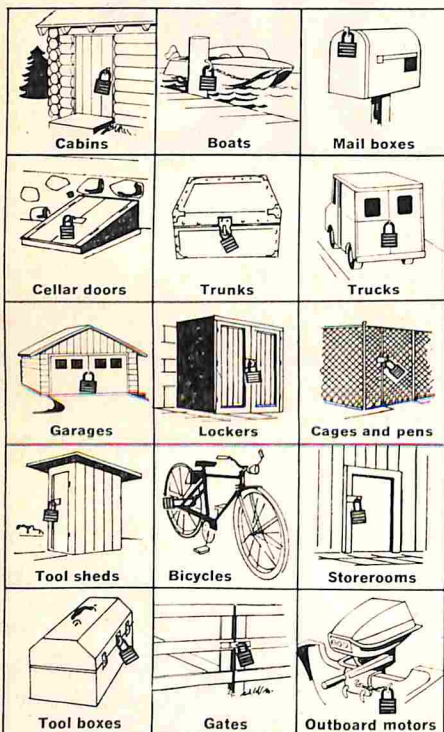 Cabins
Boats
Mail boxes
Cellar doors
Trunks
Trucks
Garages
Lockers
Cages and pens
Tool sheds
Bicycles
Storerooms
Tool boxes
Gates
Outboard motors